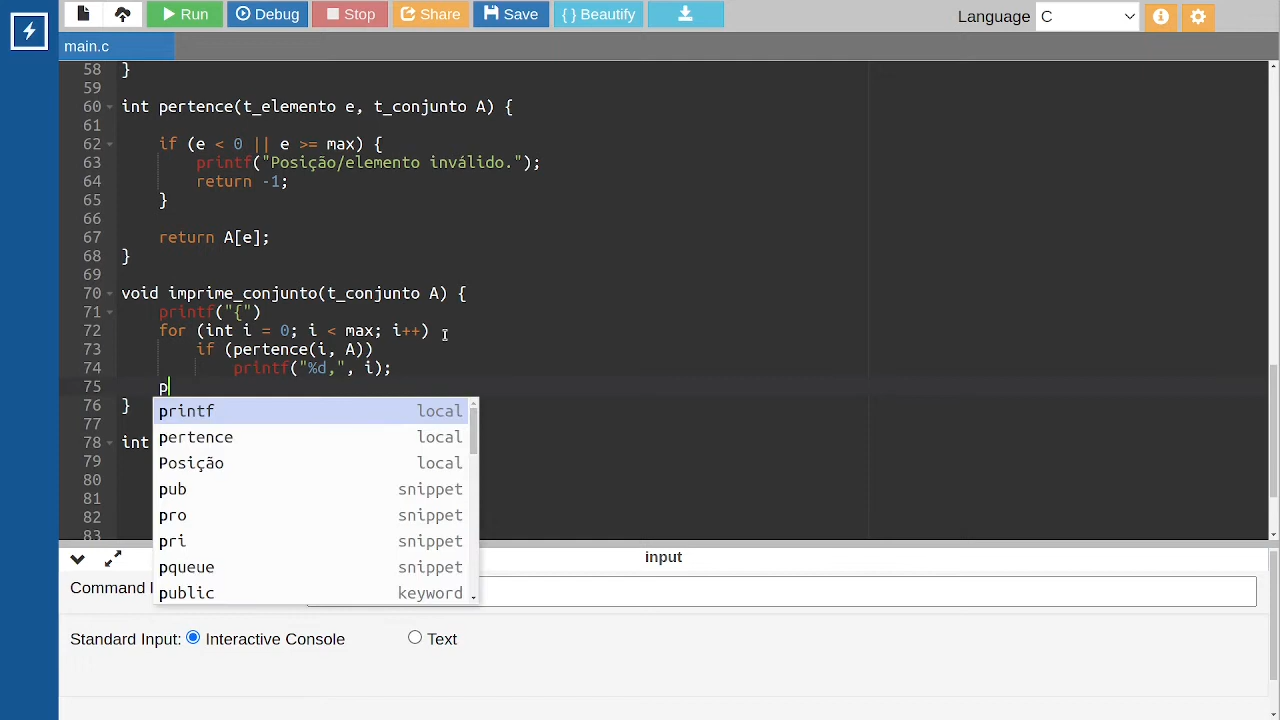 Run Debug Stop Share Save { } Beautify Language C
main.c
58 }
59
60 int pertence(t_elemento e, t_conjunto A) {
61
62 if (e < 0 || e >= max) {
63 printf("Posição/elemento inválido.");
64 return -1;
65 }
66
67 return A[e];
68 }
69
70 void imprime_conjunto(t_conjunto A) {
71 printf("{")
72 for (int i = 0; i < max; i++)
73 if (pertence(i, A))
74 printf("%d,", i);
75 p
76 }
77
78 int
79
80
81
82
83
printf local
pertence local
Posição local
pub snippet
pro snippet
pri snippet
pqueue snippet
public keyword
input
Command
Standard Input: Interactive Console Text